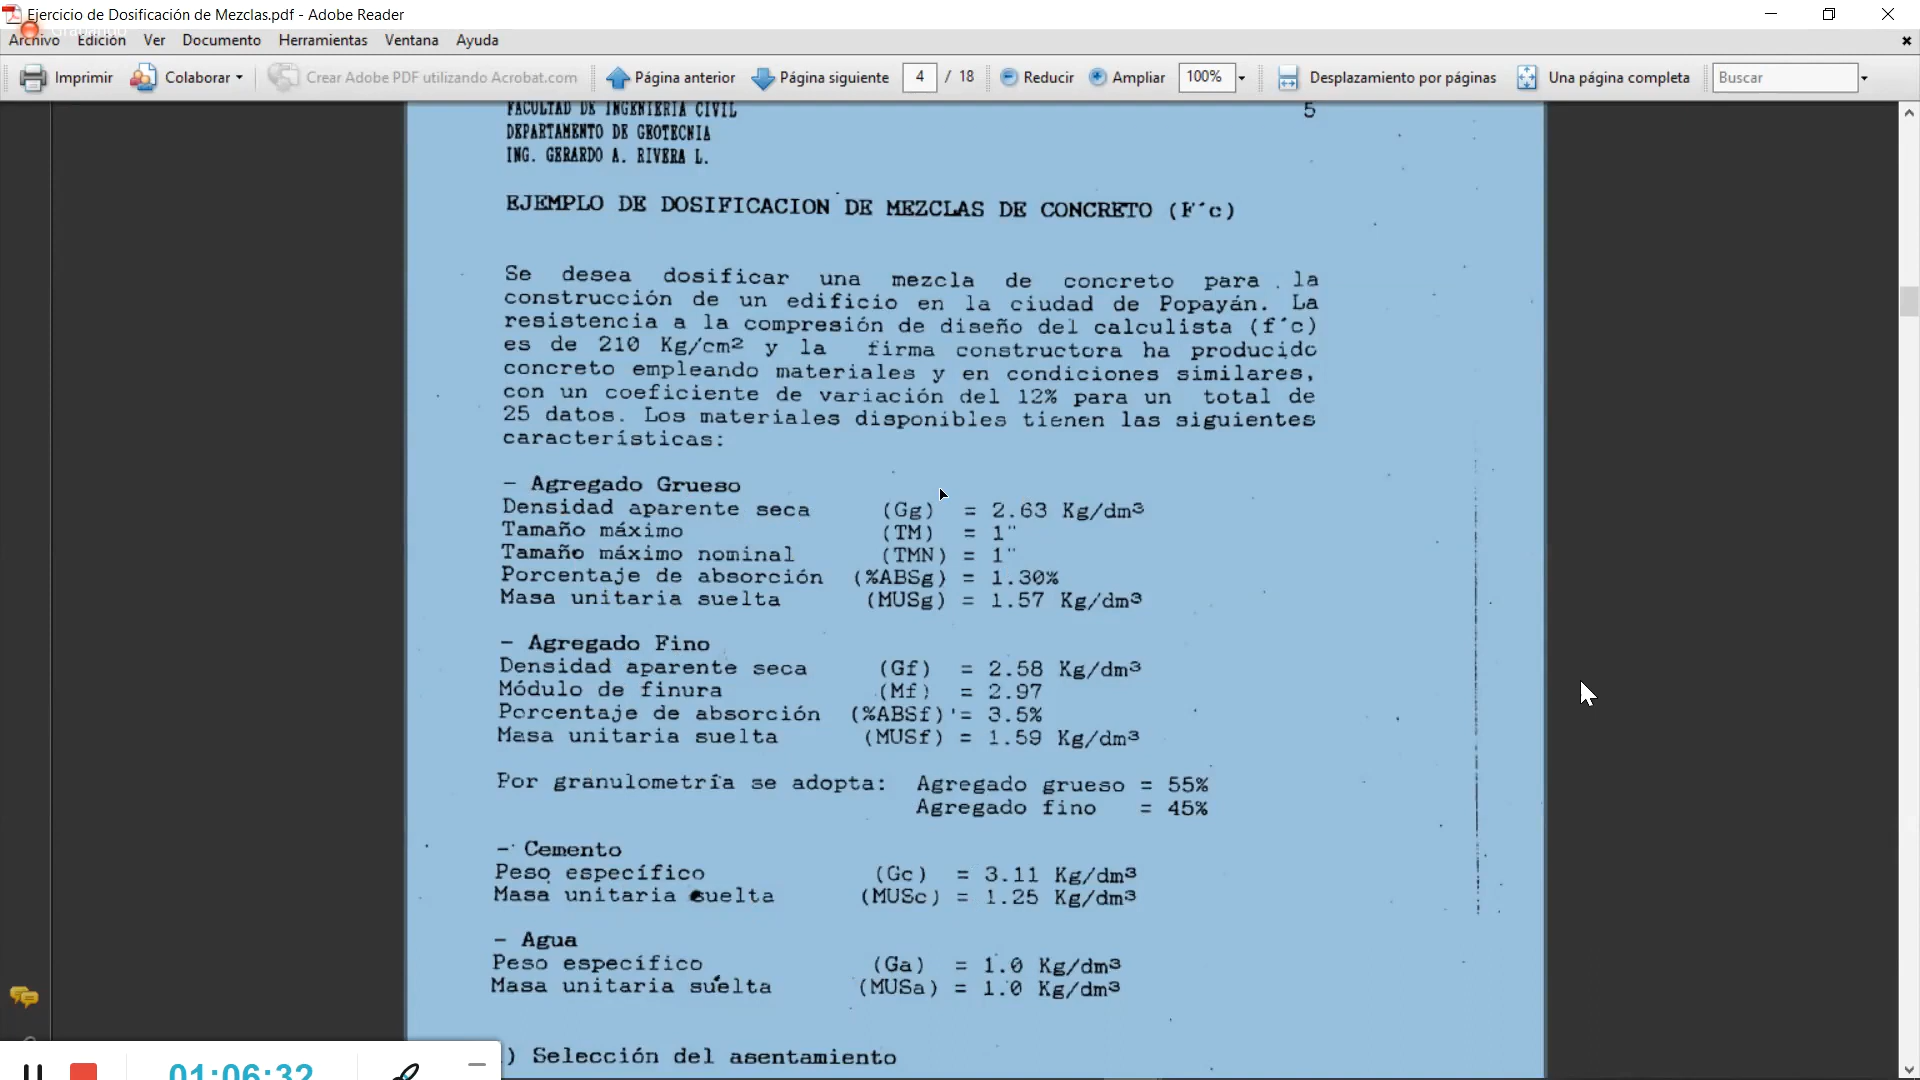 Ejercicio de Dosificación de Mezclas.pdf - Adobe Reader
Grabando
Archivo Edición Ver Documento Herramientas Ventana Ayuda
Imprimir Colaborar Crear Adobe PDF utilizando Acrobat.com Página anterior Página siguiente 4 / 18 Reducir Ampliar 100% Desplazamiento por páginas Una página completa Buscar
FACULTAD DE INGENIERIA CIVIL 5
DEPARTAMENTO DE GEOTECNIA
ING. GERARDO A. RIVERA L.
EJEMPLO DE DOSIFICACION DE MEZCLAS DE CONCRETO (F´c)
Se desea dosificar una mezcla de concreto para la
construcción de un edificio en la ciudad de Popayán. La
resistencia a la compresión de diseño del calculista (f´c)
es de 210 Kg/cm2 y la firma constructora ha producido
concreto empleando materiales y en condiciones similares,
con un coeficiente de variación del 12% para un total de
25 datos. Los materiales disponibles tienen las siguientes
características:
- Agregado Grueso
Densidad aparente seca (Gg) = 2.63 Kg/dm3
Tamaño máximo (TM) = 1"
Tamaño máximo nominal (TMN) = 1"
Porcentaje de absorción (%ABSg) = 1.30%
Masa unitaria suelta (MUSg) = 1.57 Kg/dm3
- Agregado Fino
Densidad aparente seca (Gf) = 2.58 Kg/dm3
Módulo de finura (Mf) = 2.97
Porcentaje de absorción (%ABSf) = 3.5%
Masa unitaria suelta (MUSf) = 1.59 Kg/dm3
Por granulometría se adopta: Agregado grueso = 55%
Agregado fino = 45%
- Cemento
Peso específico (Gc) = 3.11 Kg/dm3
Masa unitaria suelta (MUSc) = 1.25 Kg/dm3
- Agua
Peso específico (Ga) = 1.0 Kg/dm3
Masa unitaria suelta (MUSa) = 1.0 Kg/dm3
) Selección del asentamiento
01:06:32